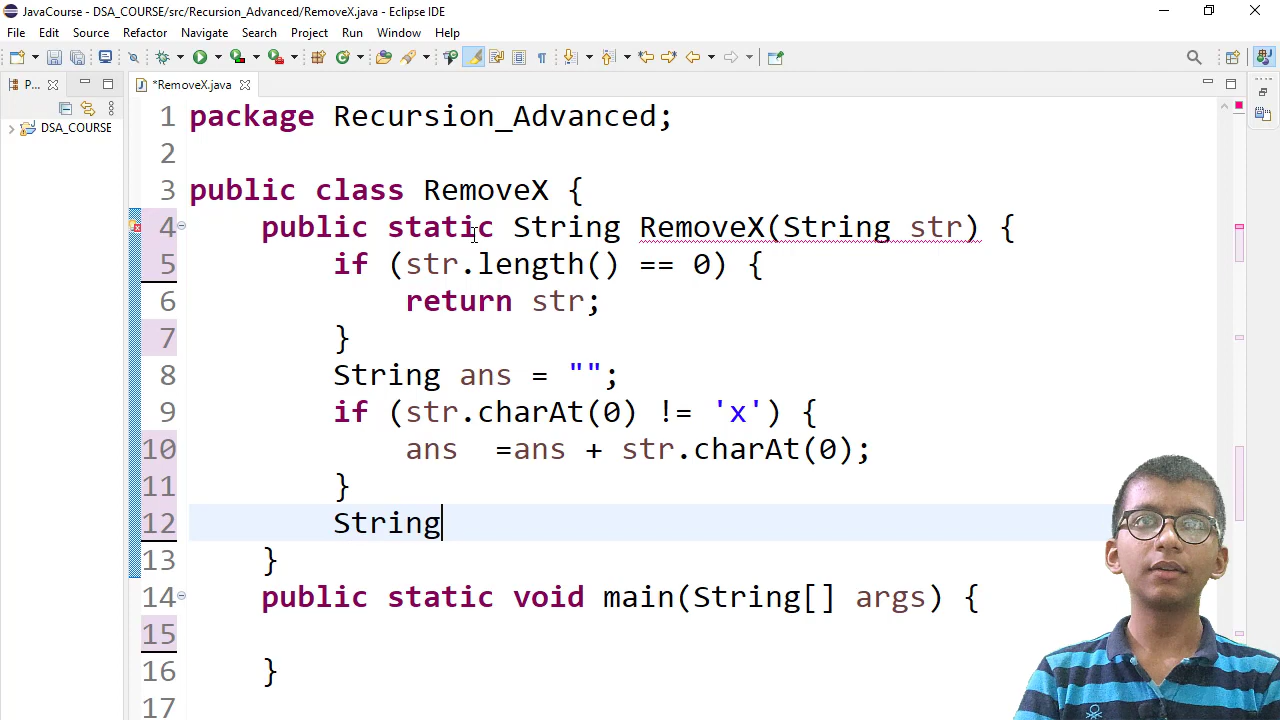 JavaCourse - DSA_COURSE/src/Recursion_Advanced/RemoveX.java - Eclipse IDE
File Edit Source Refactor Navigate Search Project Run Window Help
P...
*RemoveX.java
DSA_COURSE
1 package Recursion_Advanced;
2
3 public class RemoveX {
4 public static String RemoveX(String str) {
5 if (str.length() == 0) {
6 return str;
7 }
8 String ans = "";
9 if (str.charAt(0) != 'x') {
10 ans  =ans + str.charAt(0);
11 }
12 String
13 }
14 public static void main(String[] args) {
15
16 }
17